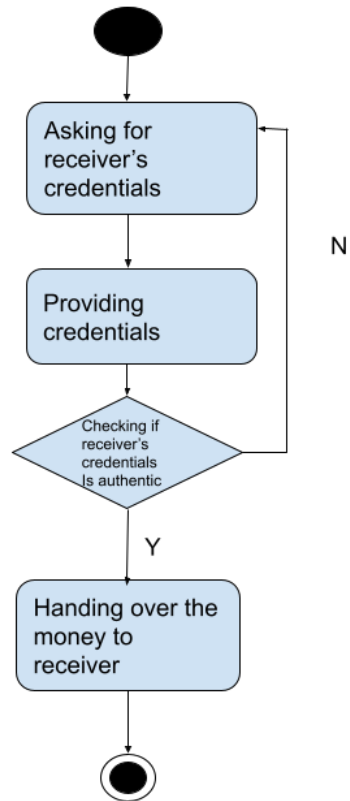 Asking for
receiver's
credentials
N
Providing
credentials
Checking if
receiver's
credentials
Is authentic
Y
Handing over the
money to
receiver